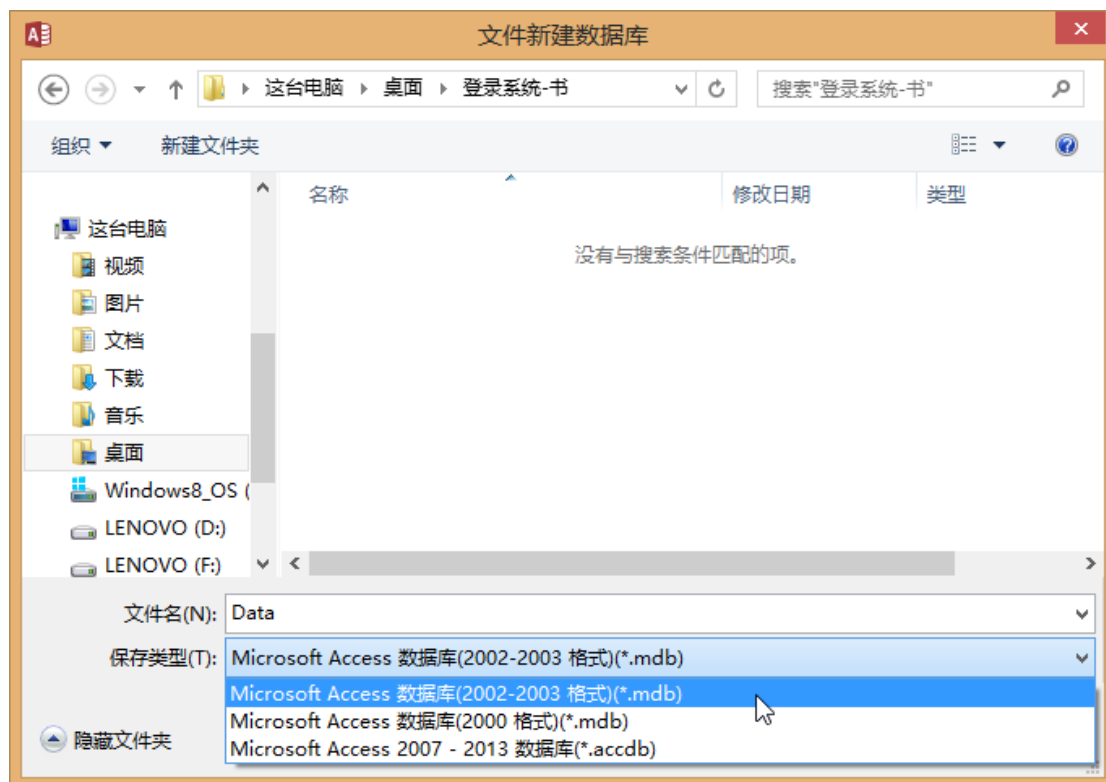 文件新建数据库
这台电脑 桌面 登录系统-书 搜索"登录系统-书"
组织 新建文件夹
名称 修改日期 类型
没有与搜索条件匹配的项。
这台电脑
视频
图片
文档
下载
音乐
桌面
Windows8_OS (
LENOVO (D:)
LENOVO (F:)
文件名(N): Data
保存类型(T): Microsoft Access 数据库(2002-2003 格式)(*.mdb)
Microsoft Access 数据库(2002-2003 格式)(*.mdb)
Microsoft Access 数据库(2000 格式)(*.mdb)
Microsoft Access 2007 - 2013 数据库(*.accdb)
隐藏文件夹